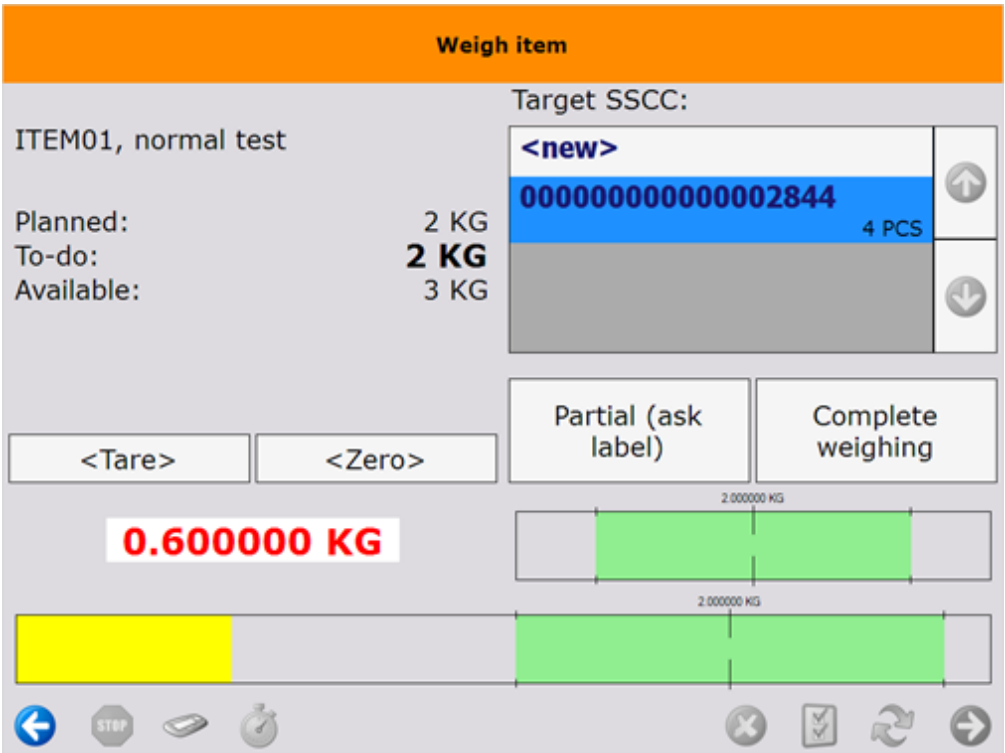 Weigh item
Target SSCC:
ITEM01, normal test
<new>
000000000000002844
4 PCS
Planned: 2 KG
To-do: 2 KG
Available: 3 KG
Partial (ask
label)
Complete
weighing
<Tare>
<Zero>
2.000000 KG
0.600000 KG
2.000000 KG
STOP